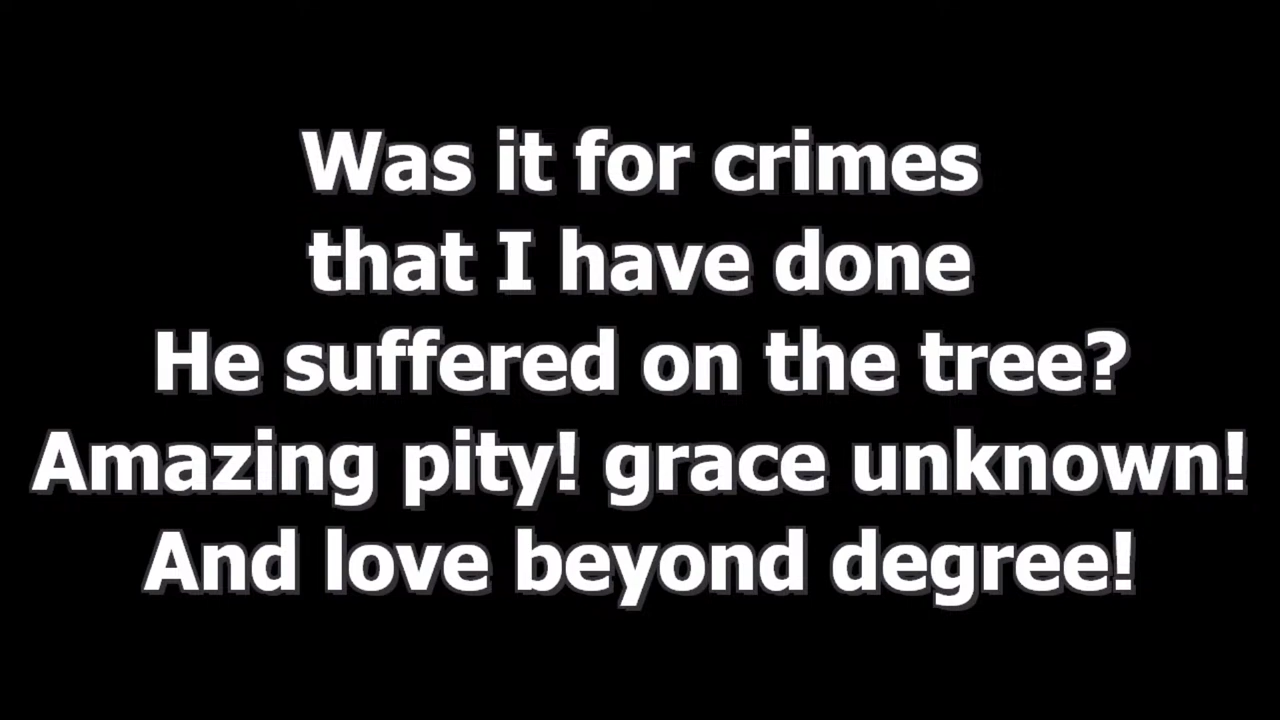 Was it for crimes
that I have done
He suffered on the tree?
Amazing pity! grace unknown!
And love beyond degree!